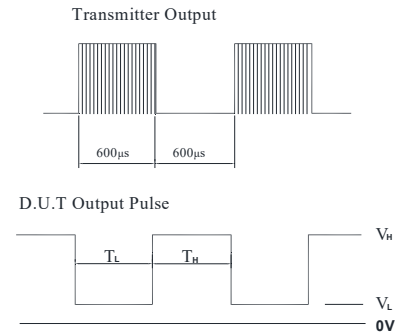 Transmitter Output
600μs 600μs
D.U.T Output Pulse
VH
TL TH
VL
0V